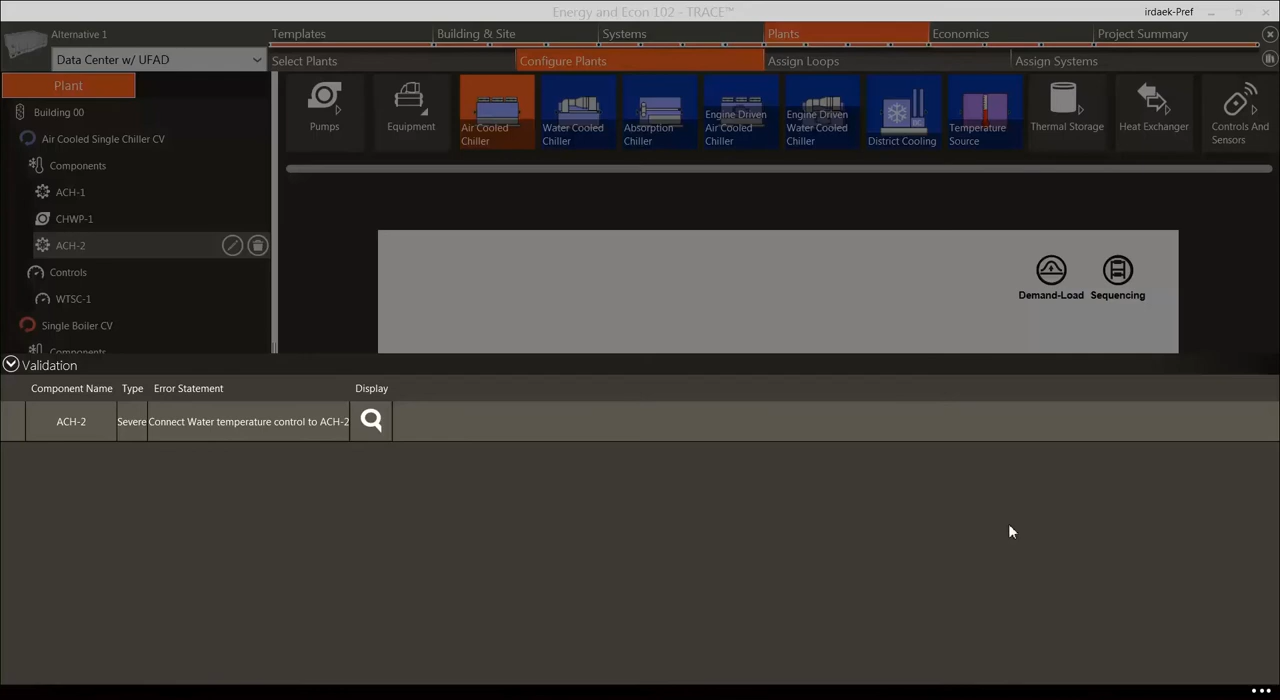 Energy and Econ 102 - TRACE™
irdaek-Pref
Alternative 1
Data Center w/ UFAD
Templates
Building & Site
Systems
Plants
Economics
Project Summary
Select Plants
Configure Plants
Assign Loops
Assign Systems
Plant
Building 00
Air Cooled Single Chiller CV
Components
ACH-1
CHWP-1
ACH-2
Controls
WTSC-1
Single Boiler CV
Components
Pumps
Equipment
Air Cooled
Chiller
Water Cooled
Chiller
Absorption
Chiller
Engine Driven
Air Cooled
Chiller
Engine Driven
Water Cooled
Chiller
District Cooling
Temperature
Source
Thermal Storage
Heat Exchanger
Controls And
Sensors
Demand-Load
Sequencing
Validation
Component Name Type Error Statement Display
ACH-2 Severe Connect Water temperature control to ACH-2